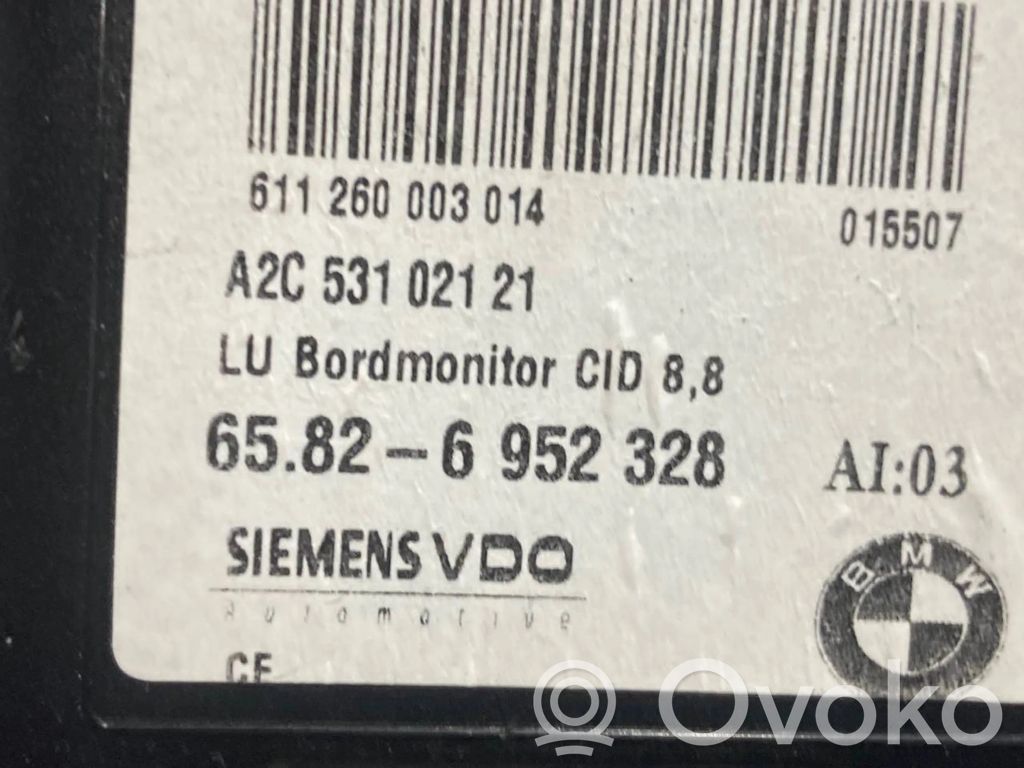 611 260 003 014 015507
A2C 531 021 21
LU Bordmonitor CID 8,8
65.82-6 952 328 AI:03
SIEMENS VDO
Automotive
BMW
CE
Ovoko